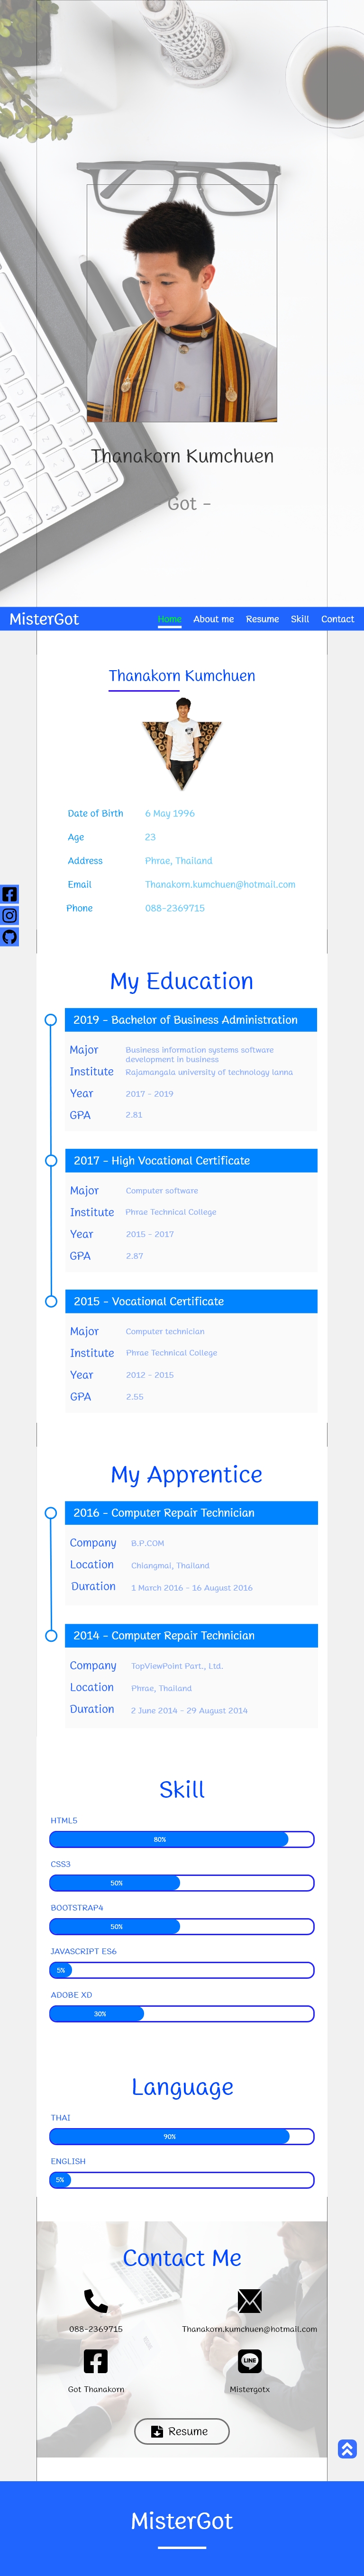 Thanakorn Kumchuen
Got -
MisterGot
Home About me Resume Skill Contact
Thanakorn Kumchuen
Date of Birth 6 May 1996
Age 23
Address Phrae, Thailand
Email Thanakorn.kumchuen@hotmail.com
Phone 088-2369715
My Education
2019 - Bachelor of Business Administration
Major Business information systems software
development in business
Institute Rajamangala university of technology lanna
Year 2017 - 2019
GPA 2.81
2017 - High Vocational Certificate
Major Computer software
Institute Phrae Technical College
Year 2015 - 2017
GPA 2.87
2015 - Vocational Certificate
Major Computer technician
Institute Phrae Technical College
Year 2012 - 2015
GPA 2.55
My Apprentice
2016 - Computer Repair Technician
Company B.P.COM
Location Chiangmai, Thailand
Duration 1 March 2016 - 16 August 2016
2014 - Computer Repair Technician
Company TopViewPoint Part., Ltd.
Location Phrae, Thailand
Duration 2 June 2014 - 29 August 2014
Skill
HTML5
80%
CSS3
50%
BOOTSTRAP4
50%
JAVASCRIPT ES6
5%
ADOBE XD
30%
Language
THAI
90%
ENGLISH
5%
Contact Me
088-2369715 Thanakorn.kumchuen@hotmail.com
LINE
Got Thanakorn Mistergotx
Resume
MisterGot